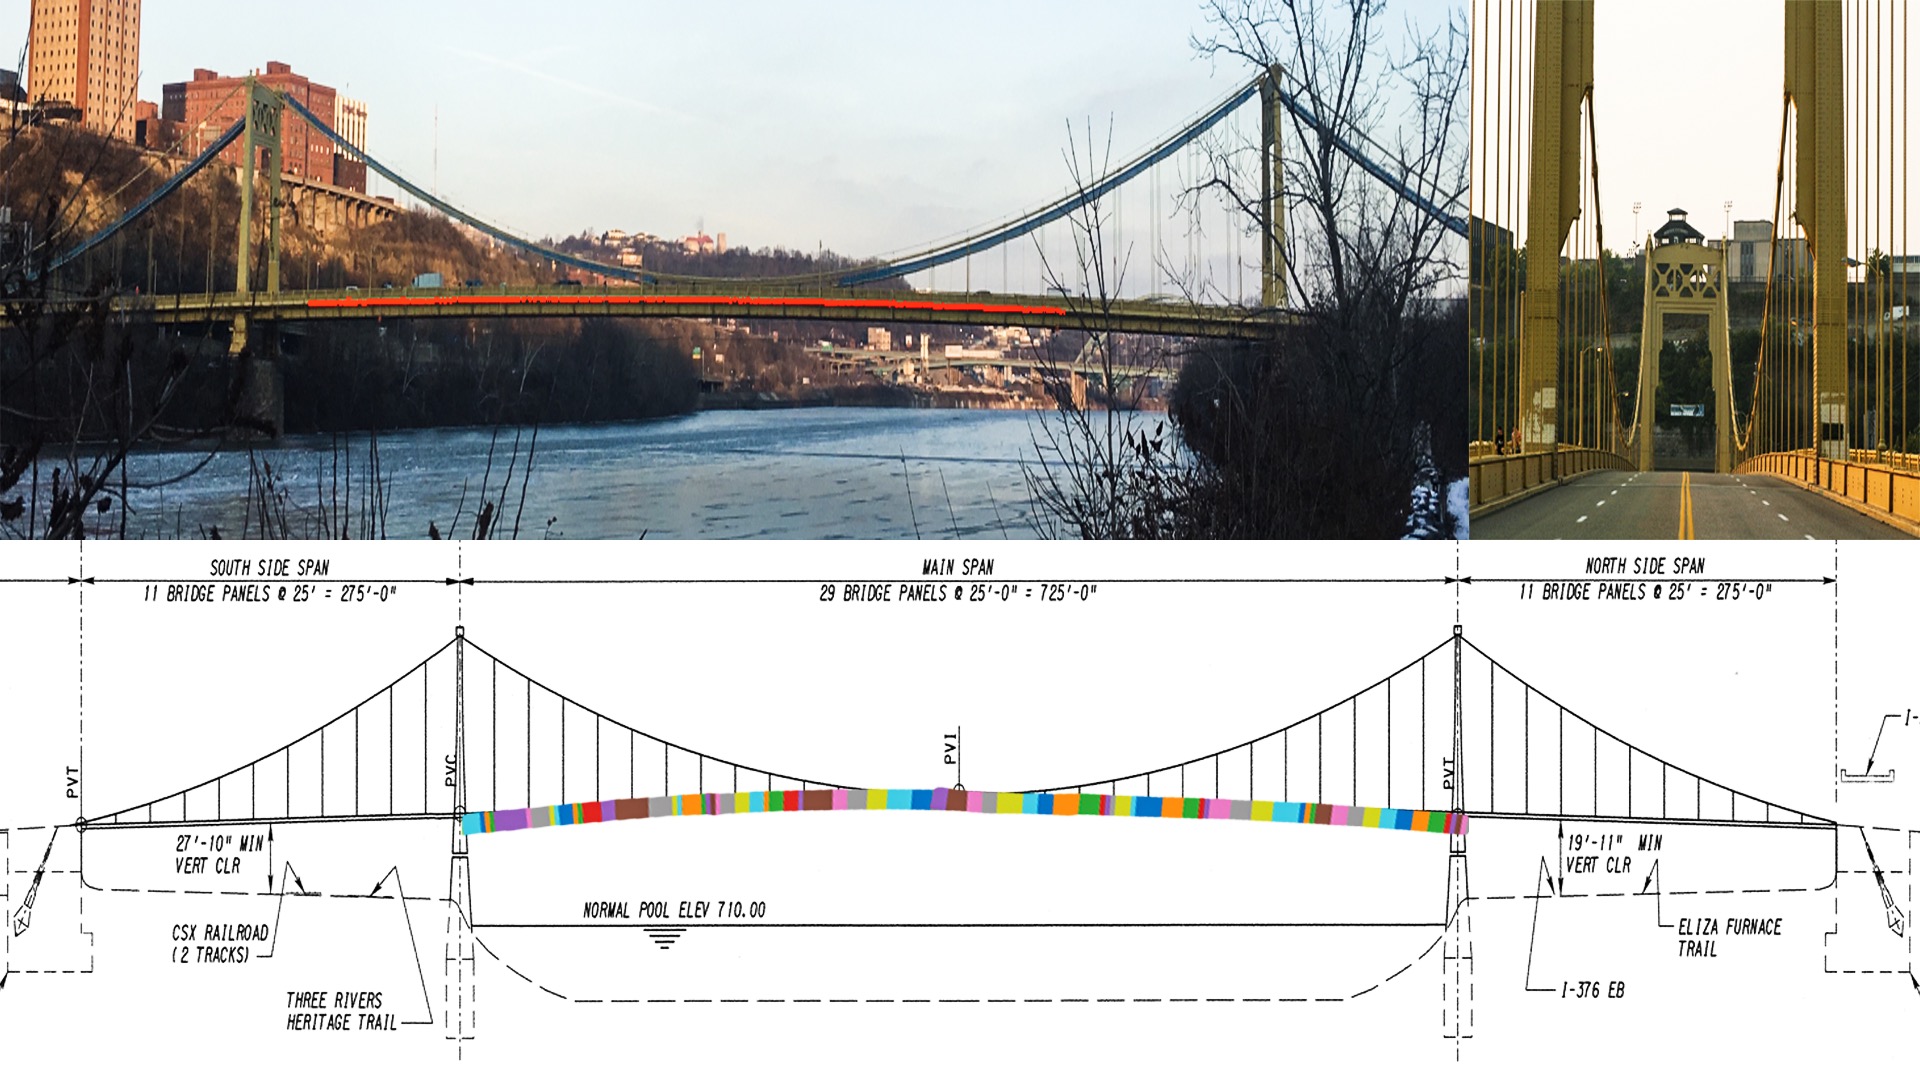 SOUTH SIDE SPAN
11 BRIDGE PANELS @ 25' = 275'-0"
MAIN SPAN
29 BRIDGE PANELS @ 25'-0" = 725'-0"
NORTH SIDE SPAN
11 BRIDGE PANELS @ 25' = 275'-0"
PVT
PVC
PVI
PVT
I-
27'-10" MIN
VERT CLR
19'-11" MIN
VERT CLR
CSX RAILROAD
(2 TRACKS)
NORMAL POOL ELEV 710.00
ELIZA FURNACE
TRAIL
THREE RIVERS
HERITAGE TRAIL
I-376 EB